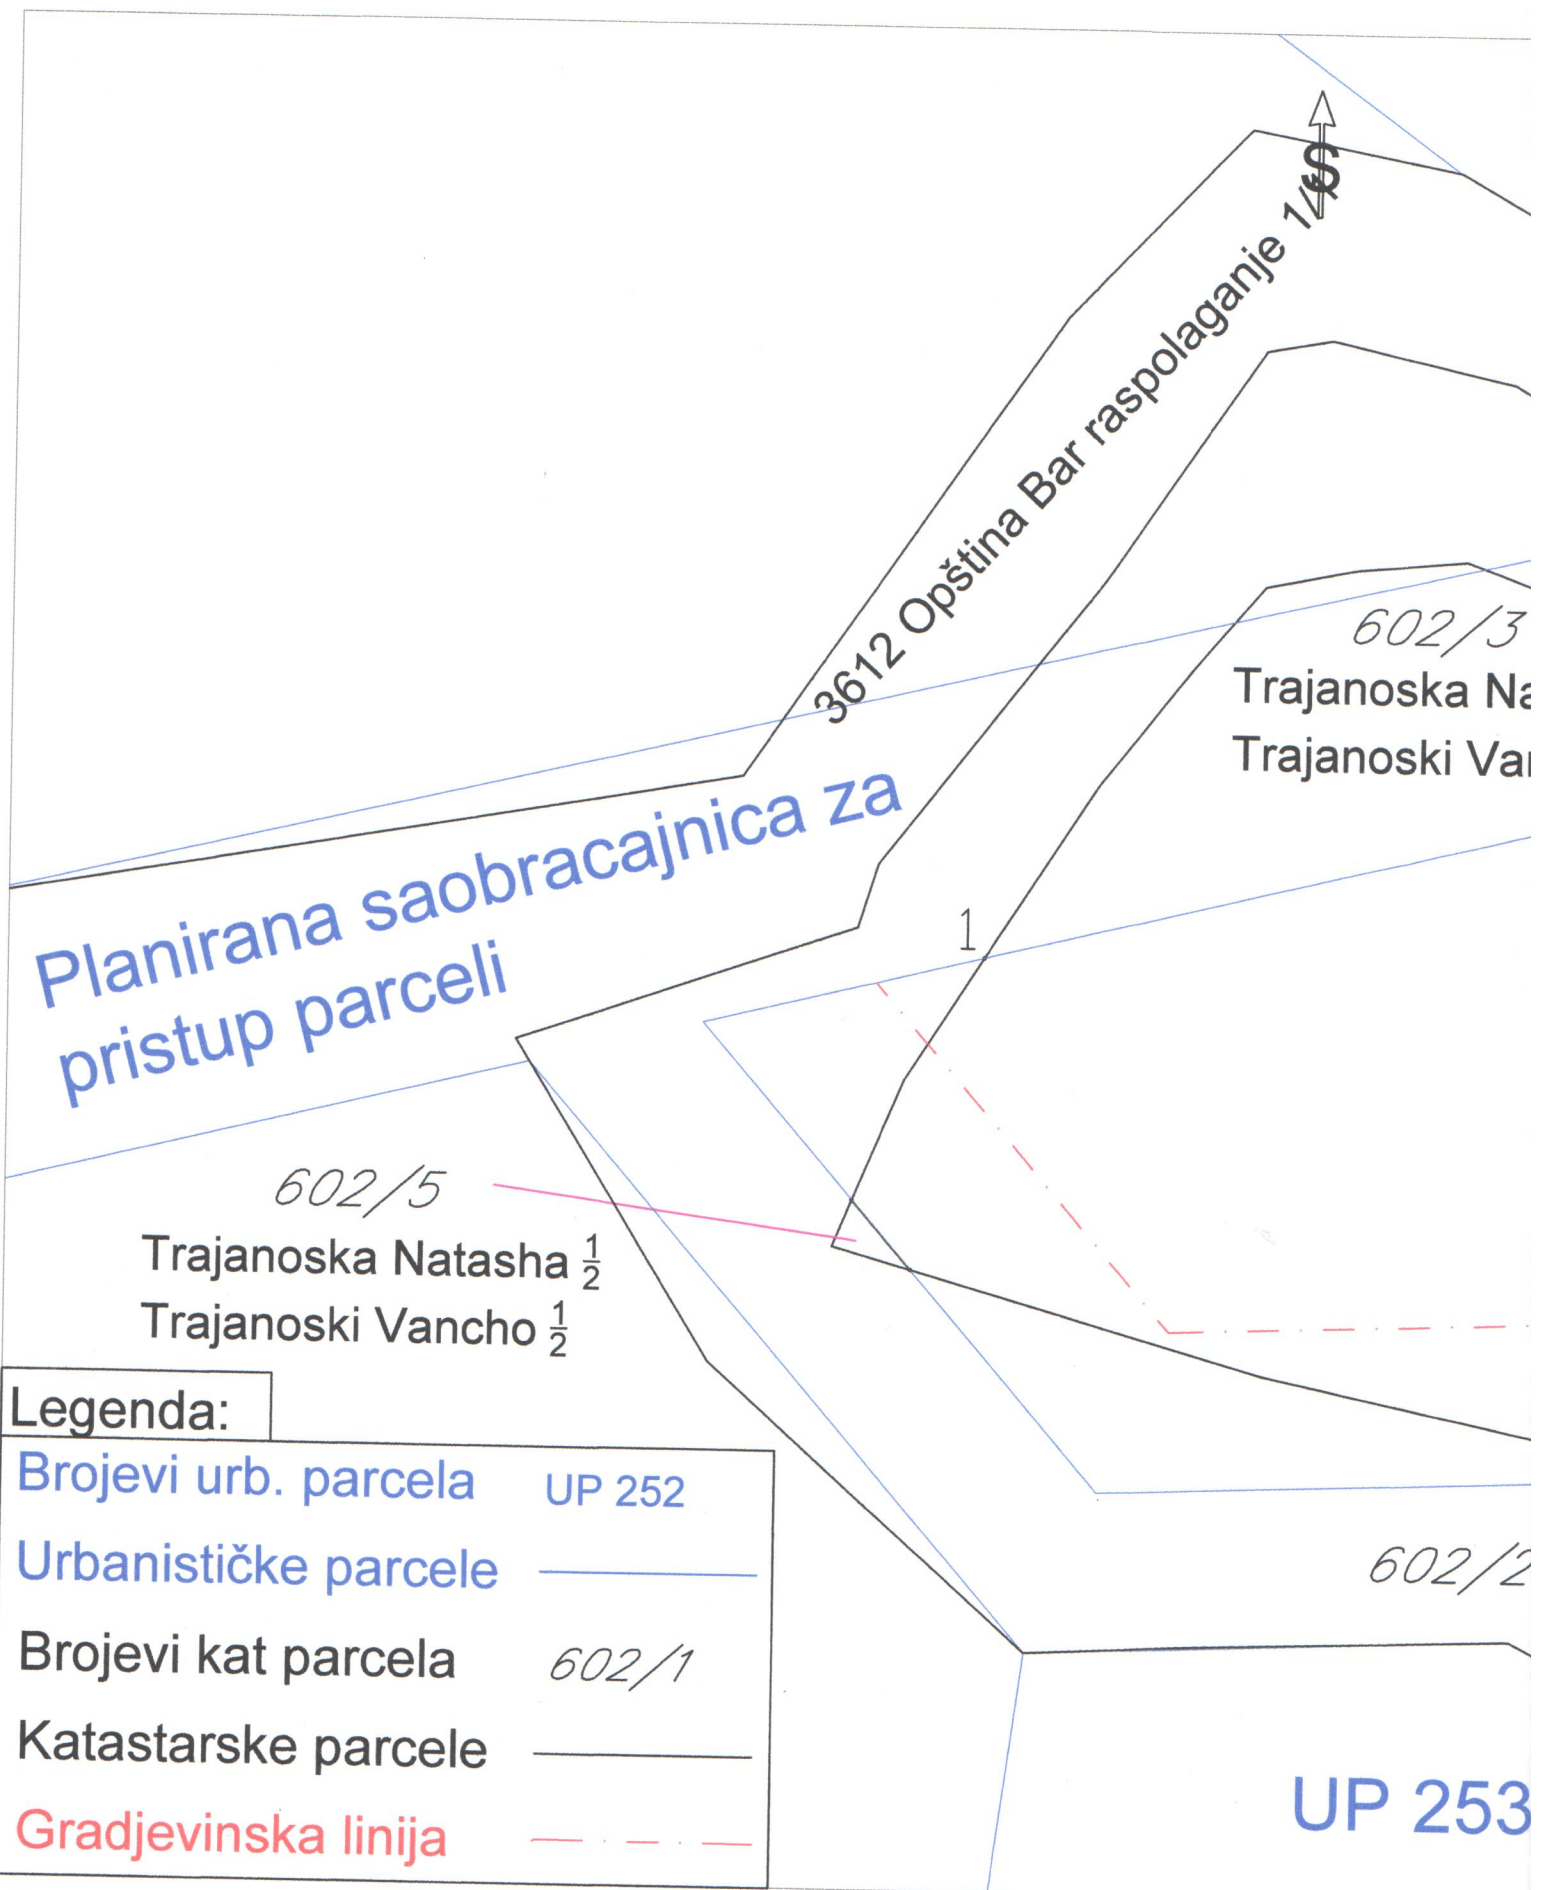 S
3612 Opština Bar raspolaganje 1/1
602/3
Trajanoska
Trajanoski
Planirana saobracajnica za
pristup parceli
1
602/5
Trajanoska Natasha 1/2
Trajanoski Vancho 1/2
Legenda:
Brojevi urb. parcela UP 252
Urbanističke parcele
Brojevi kat parcela 602/1
Katastarske parcele
Gradjevinska linija
602/2
UP 253